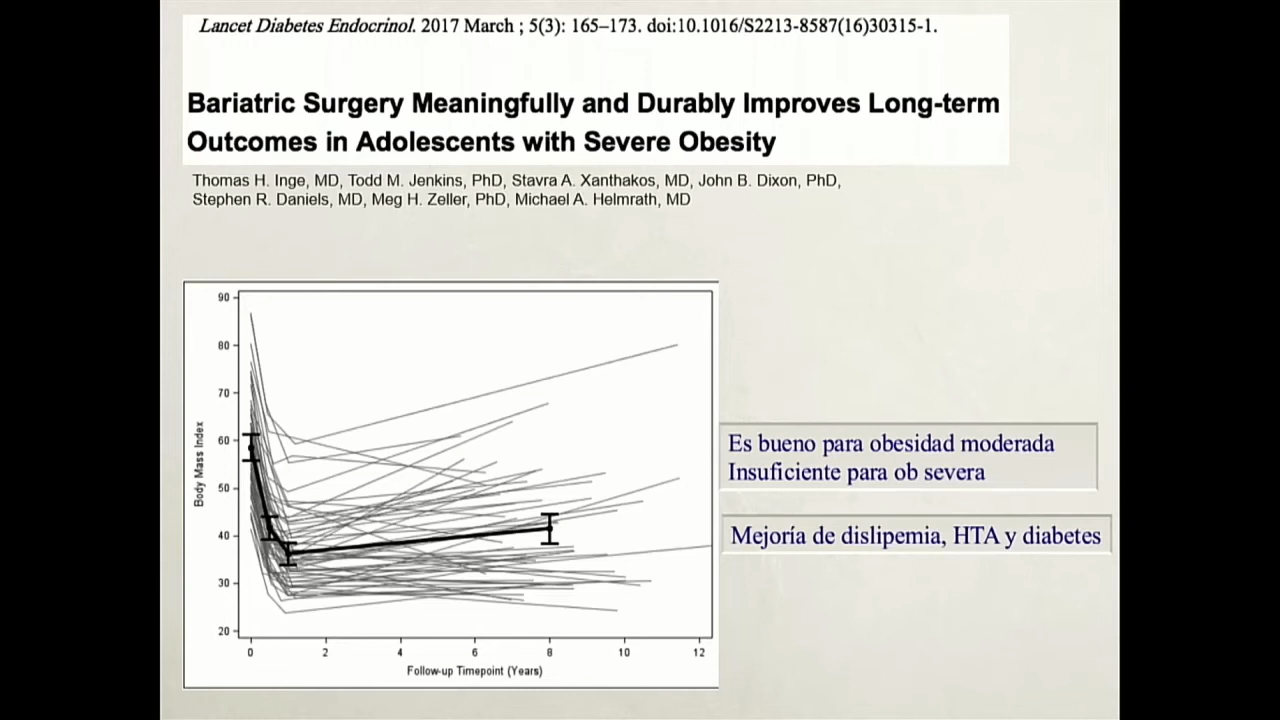 Lancet Diabetes Endocrinol. 2017 March ; 5(3): 165–173. doi:10.1016/S2213-8587(16)30315-1.
Bariatric Surgery Meaningfully and Durably Improves Long-term
Outcomes in Adolescents with Severe Obesity
Thomas H. Inge, MD, Todd M. Jenkins, PhD, Stavra A. Xanthakos, MD, John B. Dixon, PhD,
Stephen R. Daniels, MD, Meg H. Zeller, PhD, Michael A. Helmrath, MD
90
80
70
60
50
40
30
20
Body Mass Index
0 2 4 6 8 10 12
Follow-up Timepoint (Years)
Es bueno para obesidad moderada
Insuficiente para ob severa
Mejoría de dislipemia, HTA y diabetes